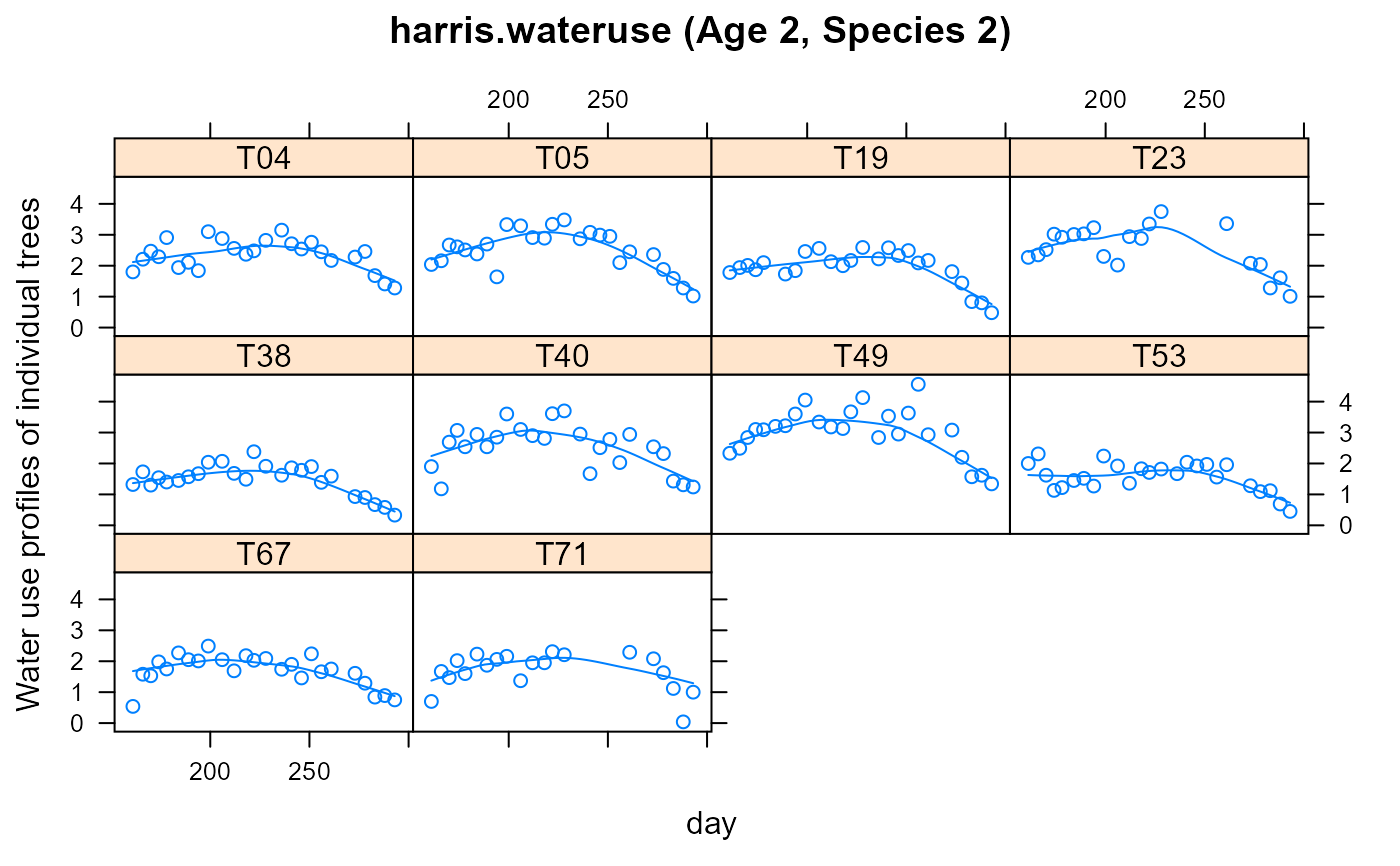 harris.wateruse (Age 2, Species 2)
200 250 200 250
T04 T05 T19 T23
4
3
2
1
0
T38 T40 T49 T53
4
3
2
1
0
T67 T71
4
3
2
1
0
200 250
day
Water use profiles of individual trees